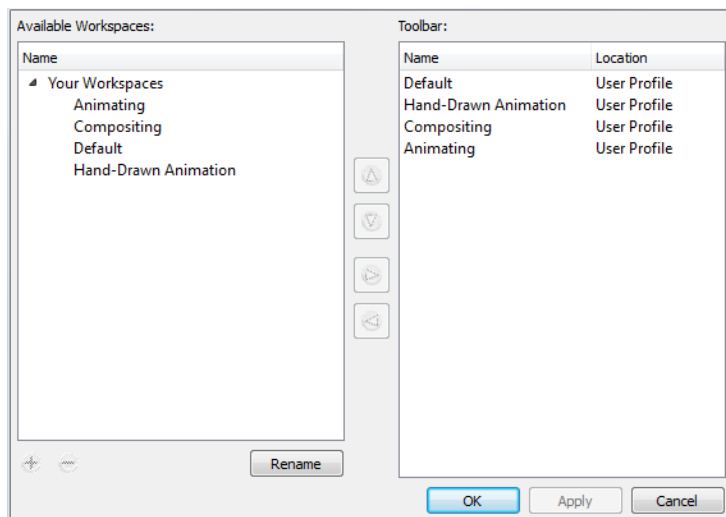 Available Workspaces:
Name
Your Workspaces
Animating
Compositing
Default
Hand-Drawn Animation
Rename
Toolbar:
Name Location
Default User Profile
Hand-Drawn Animation User Profile
Compositing User Profile
Animating User Profile
OK Apply Cancel